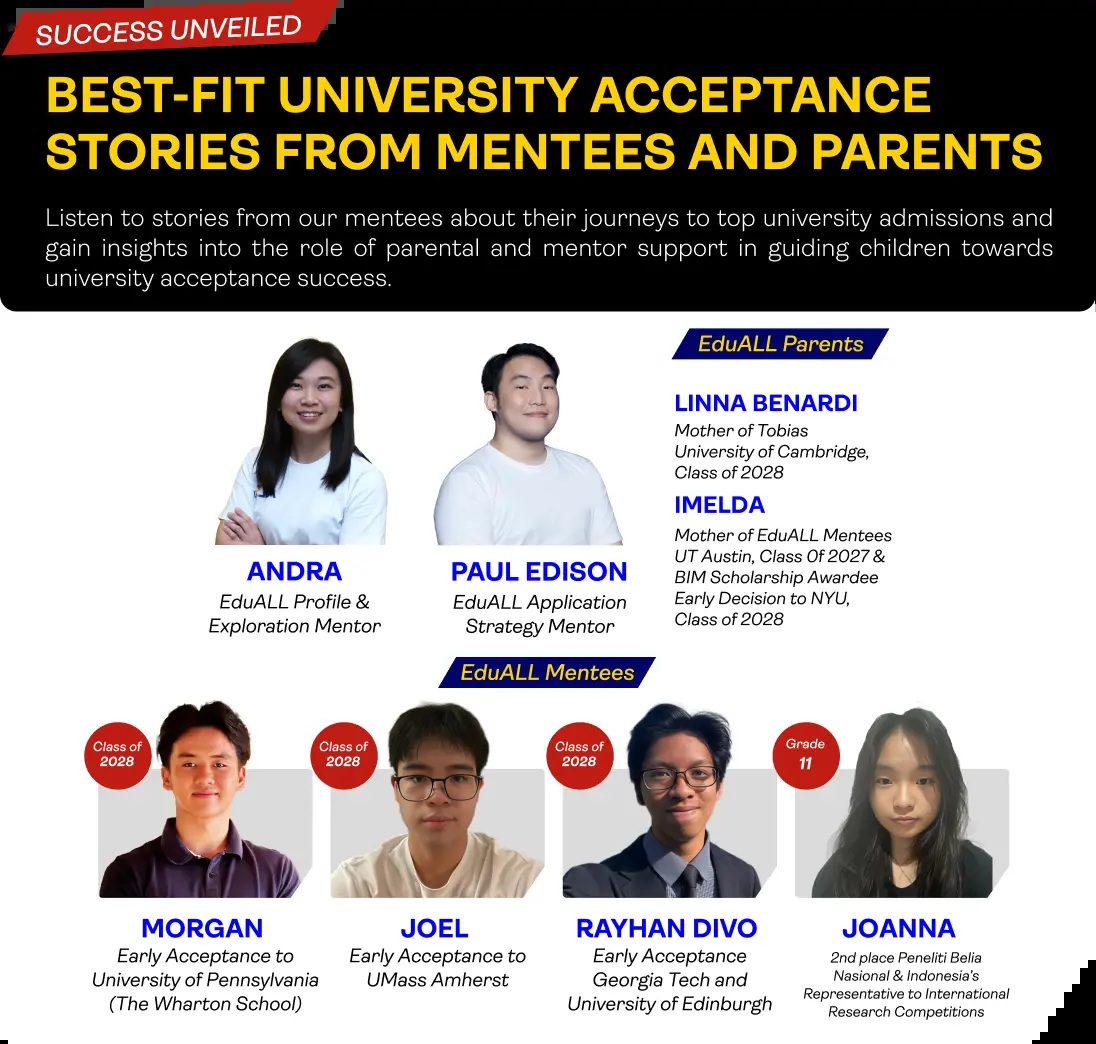 SUCCESS UNVEILED
BEST-FIT UNIVERSITY ACCEPTANCE
STORIES FROM MENTEES AND PARENTS
Listen to stories from our mentees about their journeys to top university admissions and
gain insights into the role of parental and mentor support in guiding children towards
university acceptance success.
ANDRA
EduALL Profile &
Exploration Mentor
PAUL EDISON
EduALL Application
Strategy Mentor
EduALL Parents
LINNA BENARDI
Mother of Tobias
University of Cambridge,
Class of 2028
IMELDA
Mother of EduALL Mentees
UT Austin, Class 0f 2027 &
BIM Scholarship Awardee
Early Decision to NYU,
Class of 2028
EduALL Mentees
Class of
2028
MORGAN
Early Acceptance to
University of Pennsylvania
(The Wharton School)
Class of
2028
JOEL
Early Acceptance to
UMass Amherst
Class of
2028
RAYHAN DIVO
Early Acceptance
Georgia Tech and
University of Edinburgh
Grade
11
JOANNA
2nd place Peneliti Belia
Nasional & Indonesia's
Representative to International
Research Competitions